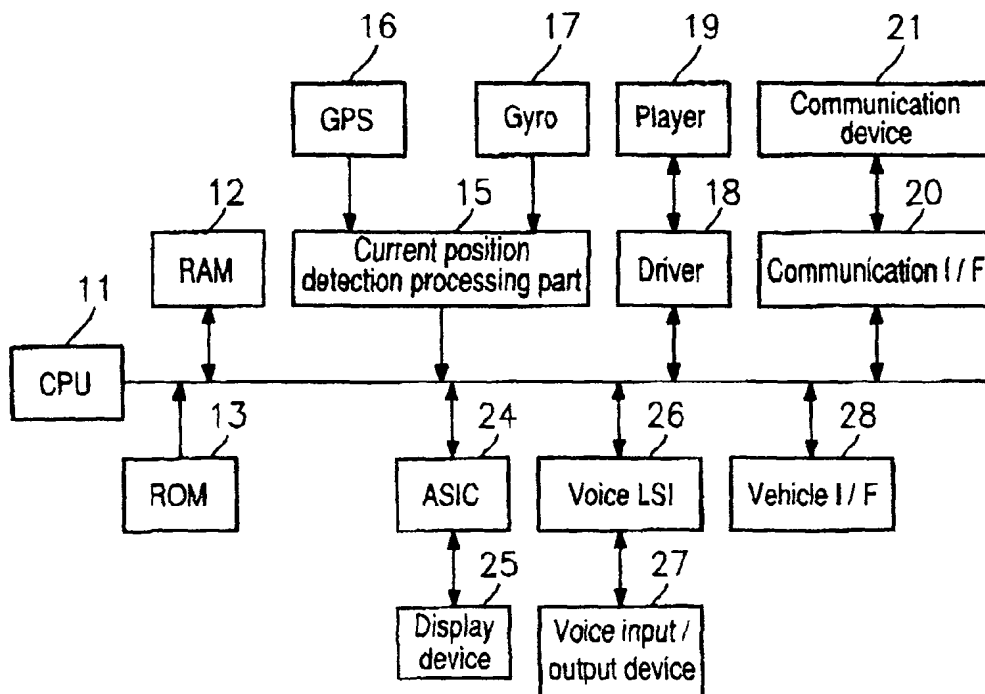 16
17
19
21
GPS
Gyro
Player
Communication
device
12
15
18
20
RAM
Current position
detection processing part
Driver
Communication I / F
11
CPU
13
24
26
28
ROM
ASIC
Voice LSI
Vehicle I / F
25
27
Display
device
Voice input /
output device